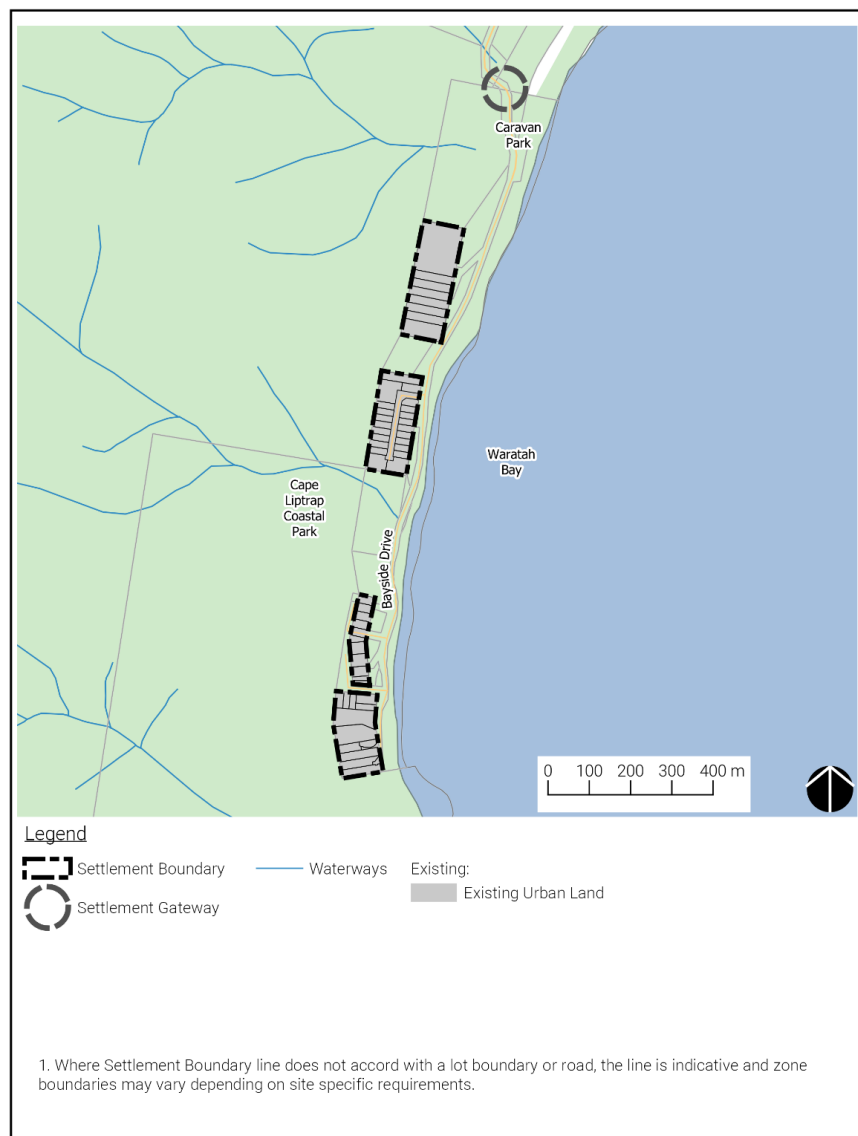 Caravan
Park
Waratah
Bay
Cape
Liptrap
Coastal
Park
Bayside Drive
0 100 200 300 400 m
Legend
Settlement Boundary
Waterways
Existing:
Settlement Gateway
Existing Urban Land
1. Where Settlement Boundary line does not accord with a lot boundary or road, the line is indicative and zone
boundaries may vary depending on site specific requirements.